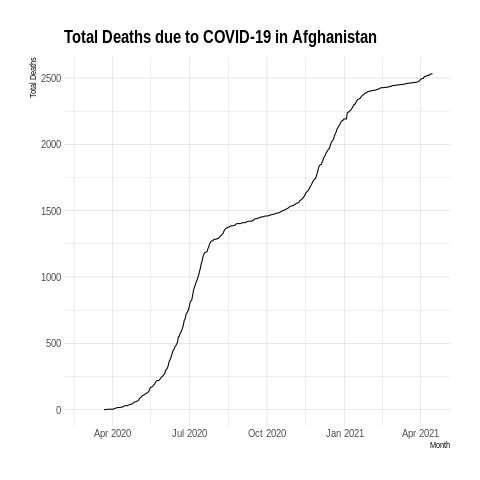 Total Deaths due to COVID-19 in Afghanistan
Total Deaths
2500
2000
1500
1000
500
0
Apr 2020 Jul 2020 Oct 2020 Jan 2021 Apr 2021
Month